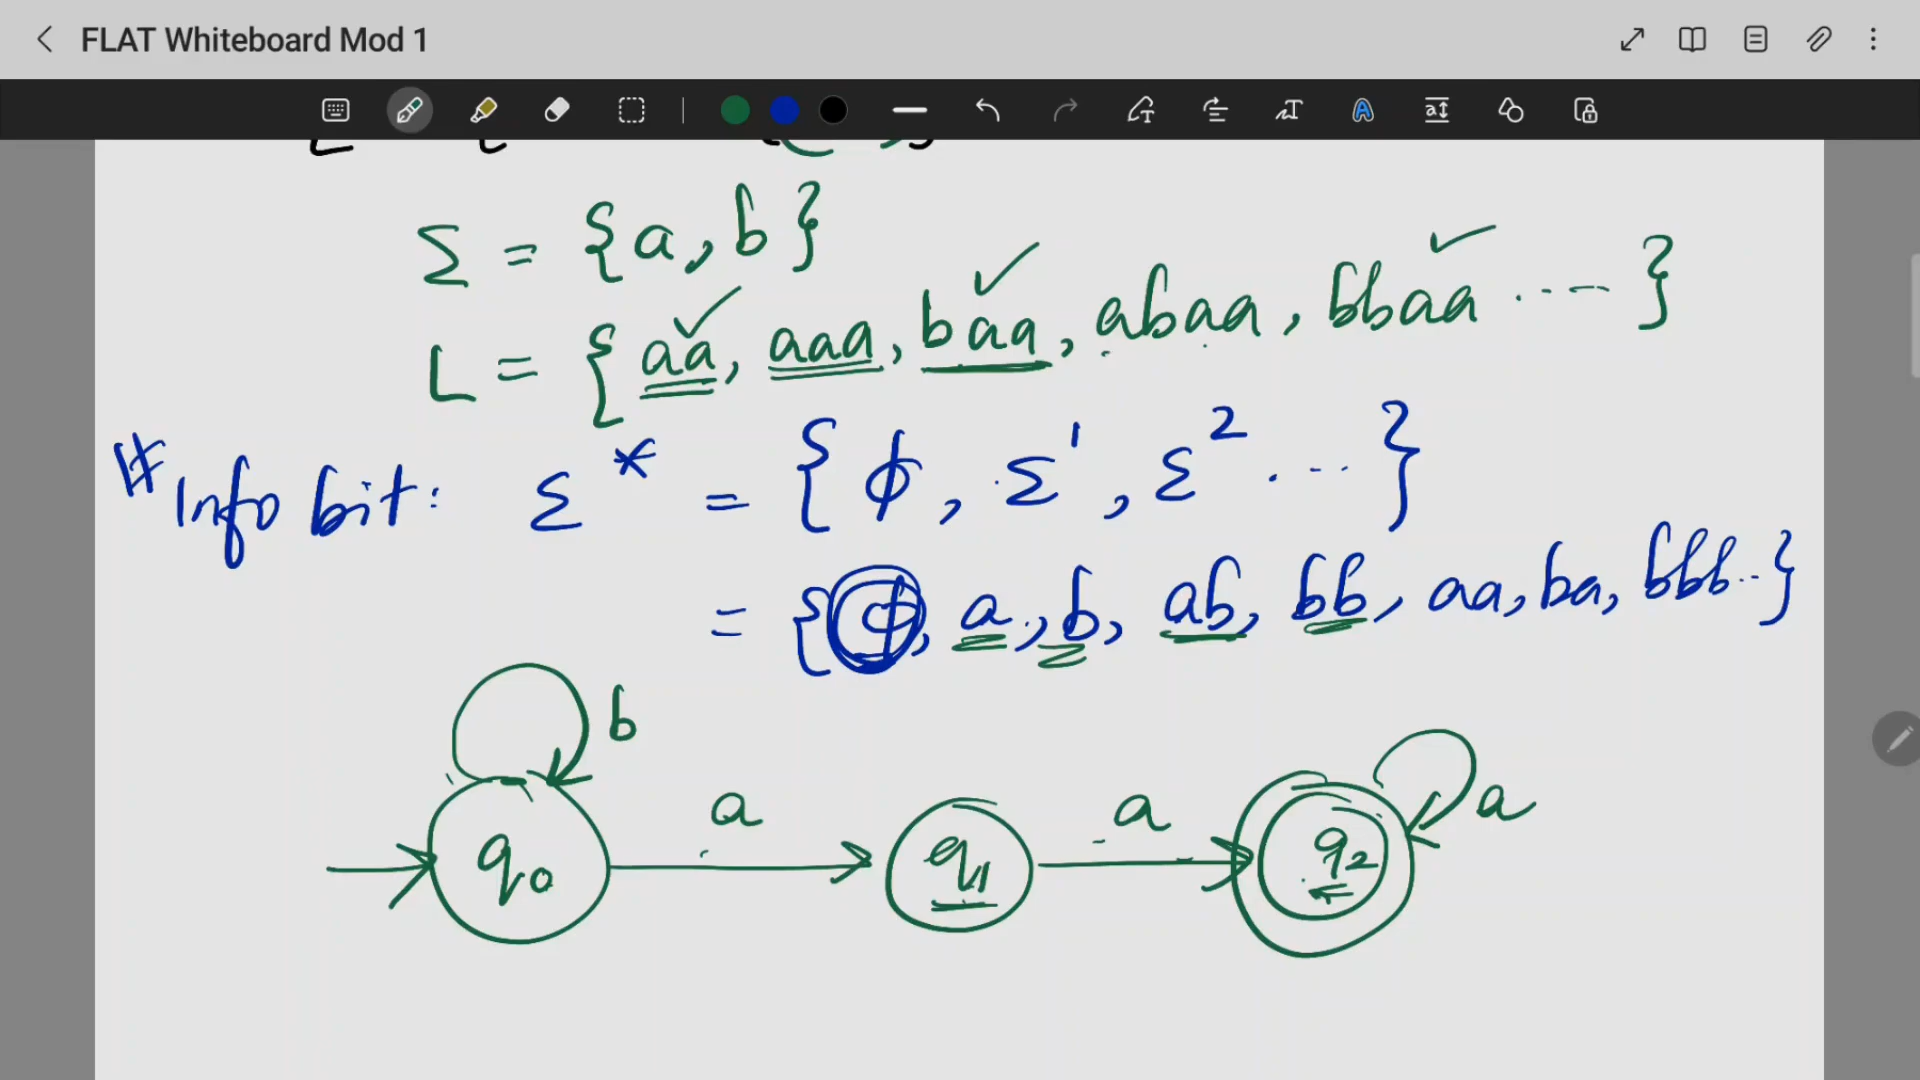 FLAT Whiteboard Mod 1
Σ = {a, b}
L = {aa, aaa, baa, abaa, bbaa ----}
# Info bit: Σ* = {ϕ, Σ¹, Σ² . ...}
= {ϕ, a, b, ab, bb, aa, ba, bbb..}
b
a a a
q₀ q₁ q₂